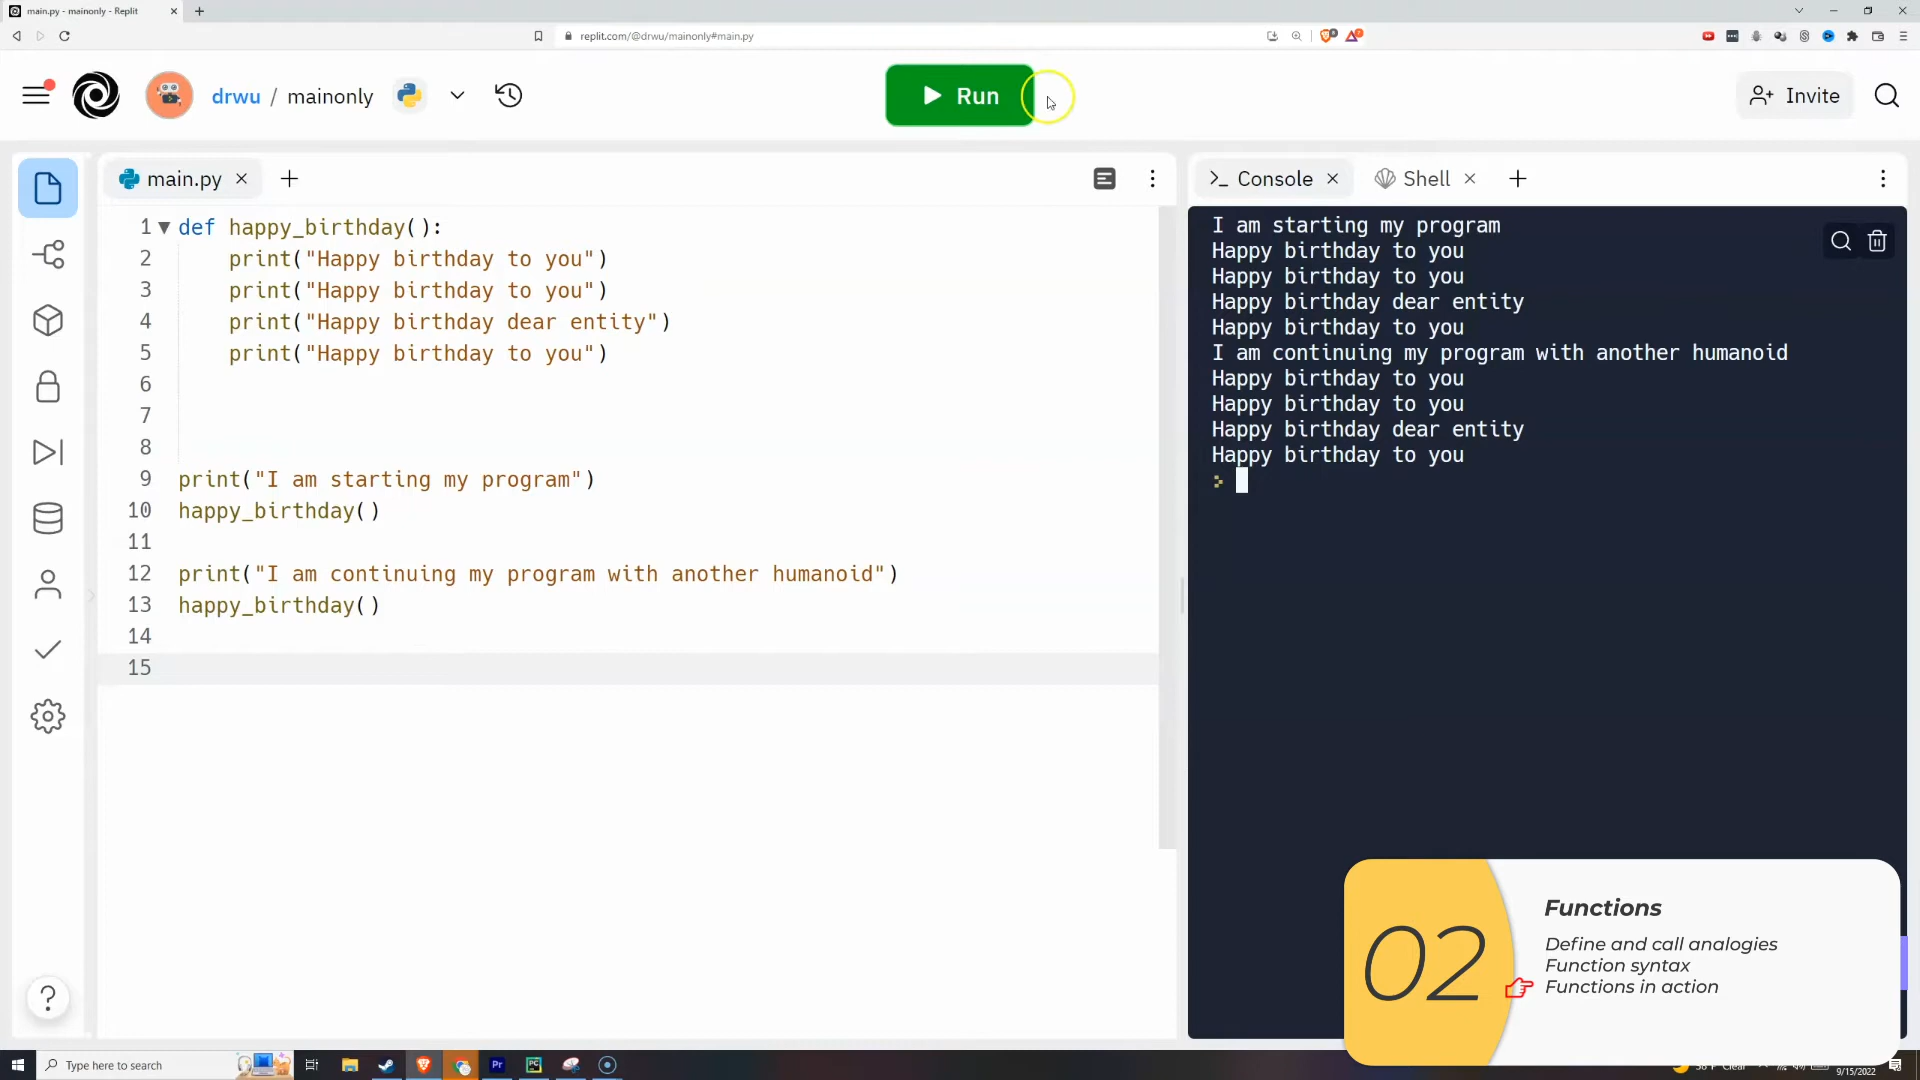 main.py - mainonly - Replit
replit.com/@drwu/mainonly#main.py
drwu / mainonly
Run
Invite
main.py
1 def happy_birthday():
2 print("Happy birthday to you")
3 print("Happy birthday to you")
4 print("Happy birthday dear entity")
5 print("Happy birthday to you")
6
7
8
9 print("I am starting my program")
10 happy_birthday()
11
12 print("I am continuing my program with another humanoid")
13 happy_birthday()
14
15
Console
Shell
I am starting my program
Happy birthday to you
Happy birthday to you
Happy birthday dear entity
Happy birthday to you
I am continuing my program with another humanoid
Happy birthday to you
Happy birthday to you
Happy birthday dear entity
Happy birthday to you
02
Functions
Define and call analogies
Function syntax
Functions in action
Type here to search
Pr
PC
9/15/2022